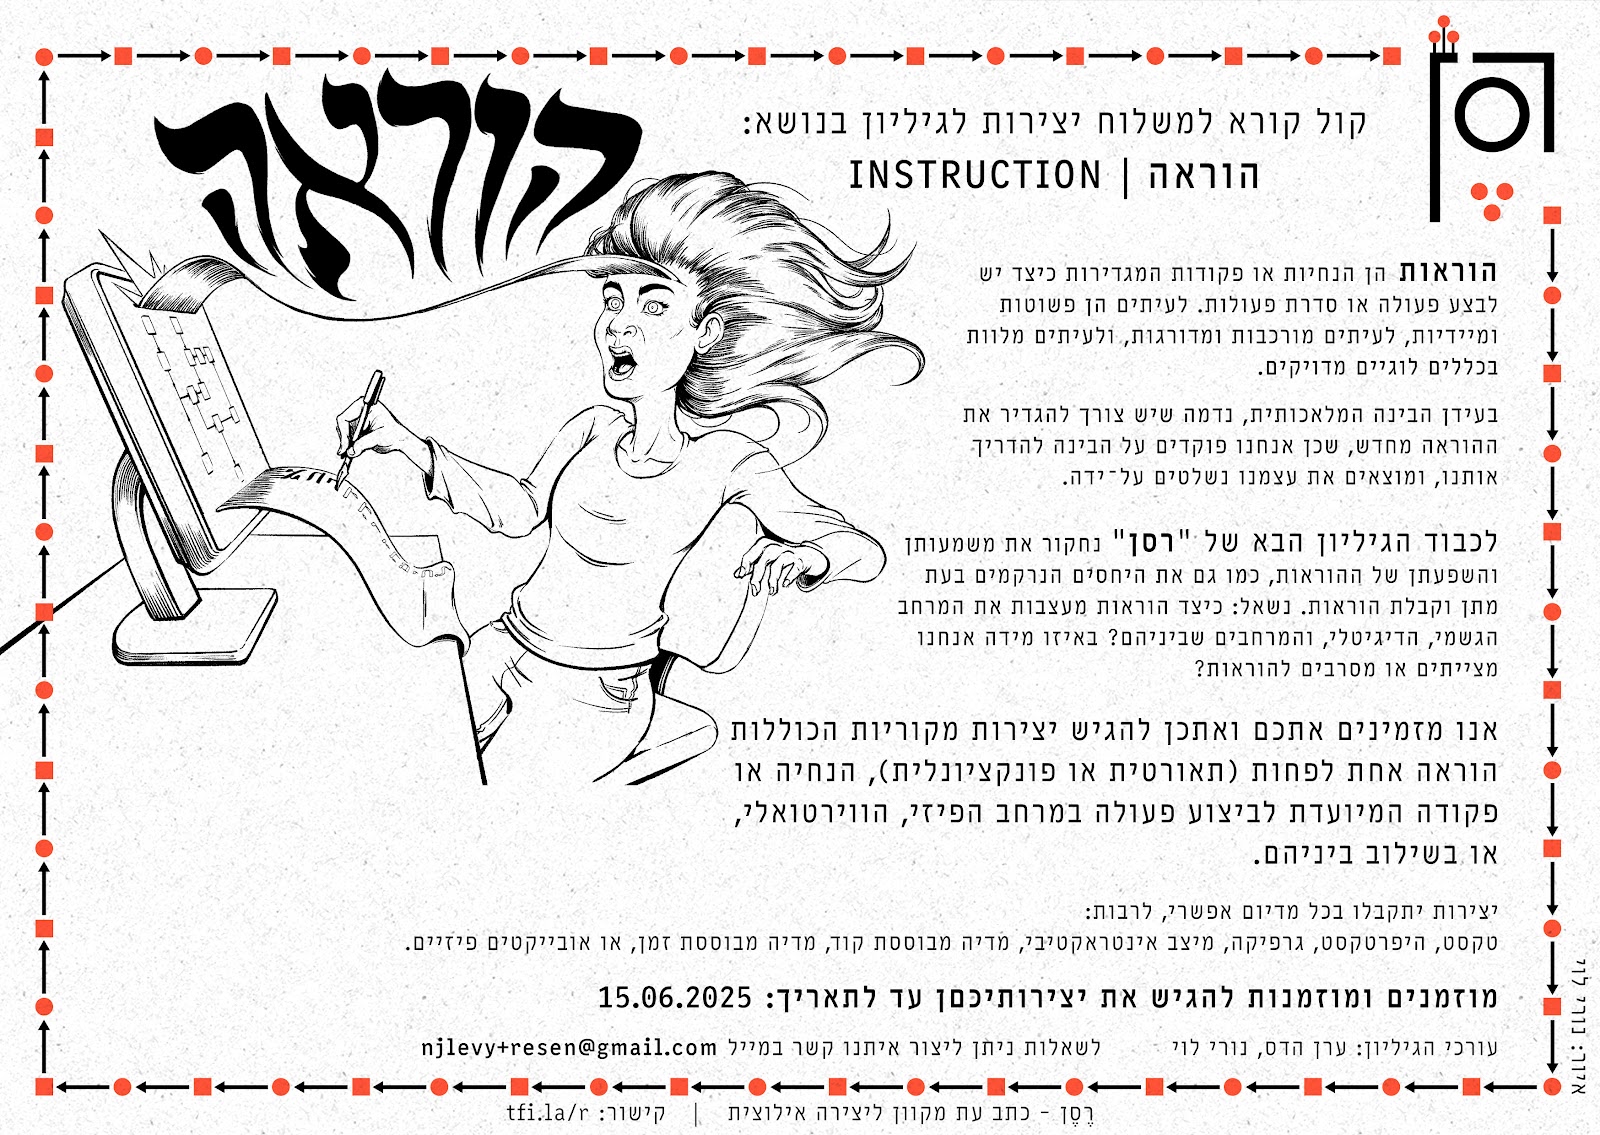 רסן
הוראה
קול קורא למשלוח יצירות לגיליון בנושא:
הוראה | INSTRUCTION
הוראות הן הנחיות או פקודות המגדירות כיצד יש
לבצע פעולה או סדרת פעולות. לעיתים הן פשוטות
ומיידיות, לעיתים מורכבות ומדורגות, ולעיתים מלוות
בכללים לוגיים מדויקים.
בעידן הבינה המלאכותית, נדמה שיש צורך להגדיר את
ההוראה מחדש, שכן אנחנו פוקדים על הבינה להדריך
אותנו, ומוצאים את עצמנו נשלטים על־ידה.
לכבוד הגיליון הבא של "רסן" נחקור את משמעותן
והשפעתן של ההוראות, כמו גם את היחסים הנרקמים בעת
מתן וקבלת הוראות. נשאל: כיצד הוראות מעצבות את המרחב
הגשמי, הדיגיטלי, והמרחבים שביניהם? באיזו מידה אנחנו
מצייתים או מסרבים להוראות?
אנו מזמינים אתכם ואתכן להגיש יצירות מקוריות הכוללות
הוראה אחת לפחות (תאורטית או פונקציונלית), הנחיה או
פקודה המיועדת לביצוע פעולה במרחב הפיזי, הווירטואלי,
או בשילוב ביניהם.
יצירות יתקבלו בכל מדיום אפשרי, לרבות:
טקסט, היפרטקסט, גרפיקה, מיצב אינטראקטיבי, מדיה מבוססת קוד, מדיה מבוססת זמן, או אובייקטים פיזיים.
מוזמנים ומוזמנות להגיש את יצירותיכםן עד לתאריך: 15.06.2025
עורכי הגיליון: ערן הדס, נורי לוי
לשאלות ניתן ליצור איתנו קשר במייל njlevy+resen@gmail.com
רֶסֶן - כתב עת מקוון ליצירה אילוצית | קישור: tfi.la/r
איור: נורי לוי